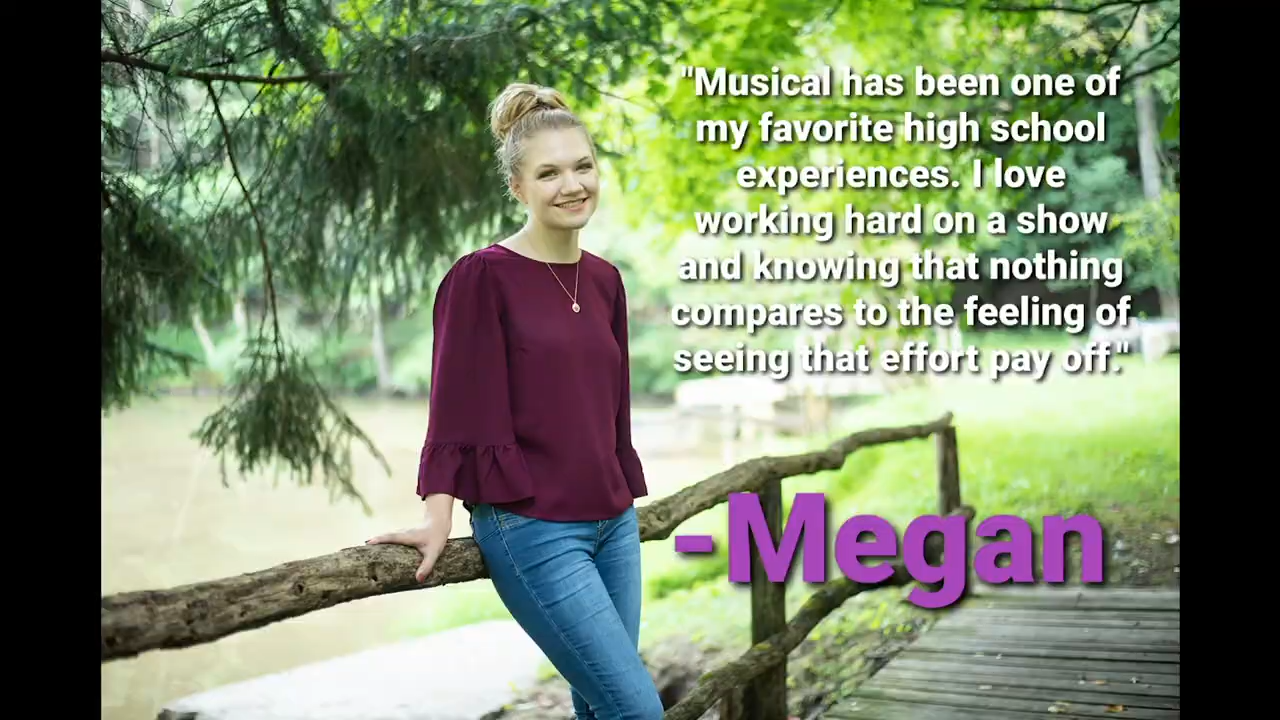 "Musical has been one of
my favorite high school
experiences. I love
working hard on a show
and knowing that nothing
compares to the feeling of
seeing that effort pay off."
-Megan